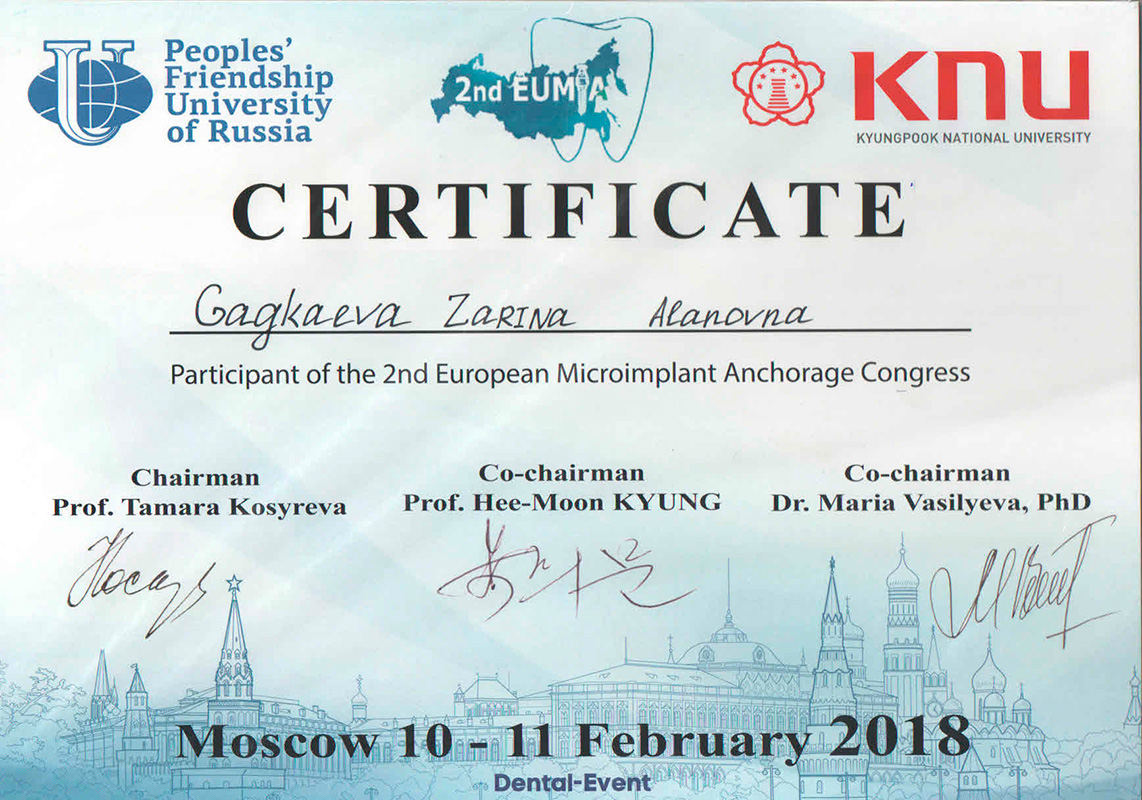 Peoples'
Friendship
University
of Russia
2nd EUMIA
KNU
KYUNGPOOK NATIONAL UNIVERSITY
CERTIFICATE
Gagkaeva Zarina Alanovna
Participant of the 2nd European Microimplant Anchorage Congress
Chairman
Prof. Tamara Kosyreva
Co-chairman
Prof. Hee-Moon KYUNG
Co-chairman
Dr. Maria Vasilyeva, PhD
Moscow 10 - 11 February 2018
Dental-Event